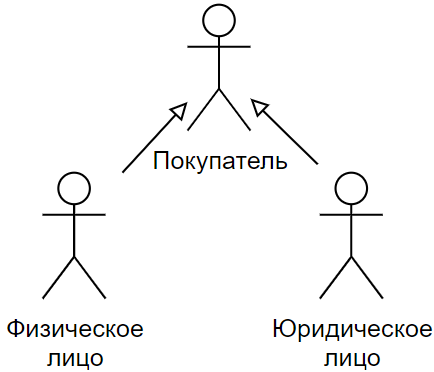 Покупатель
Физическое
лицо
Юридическое
лицо